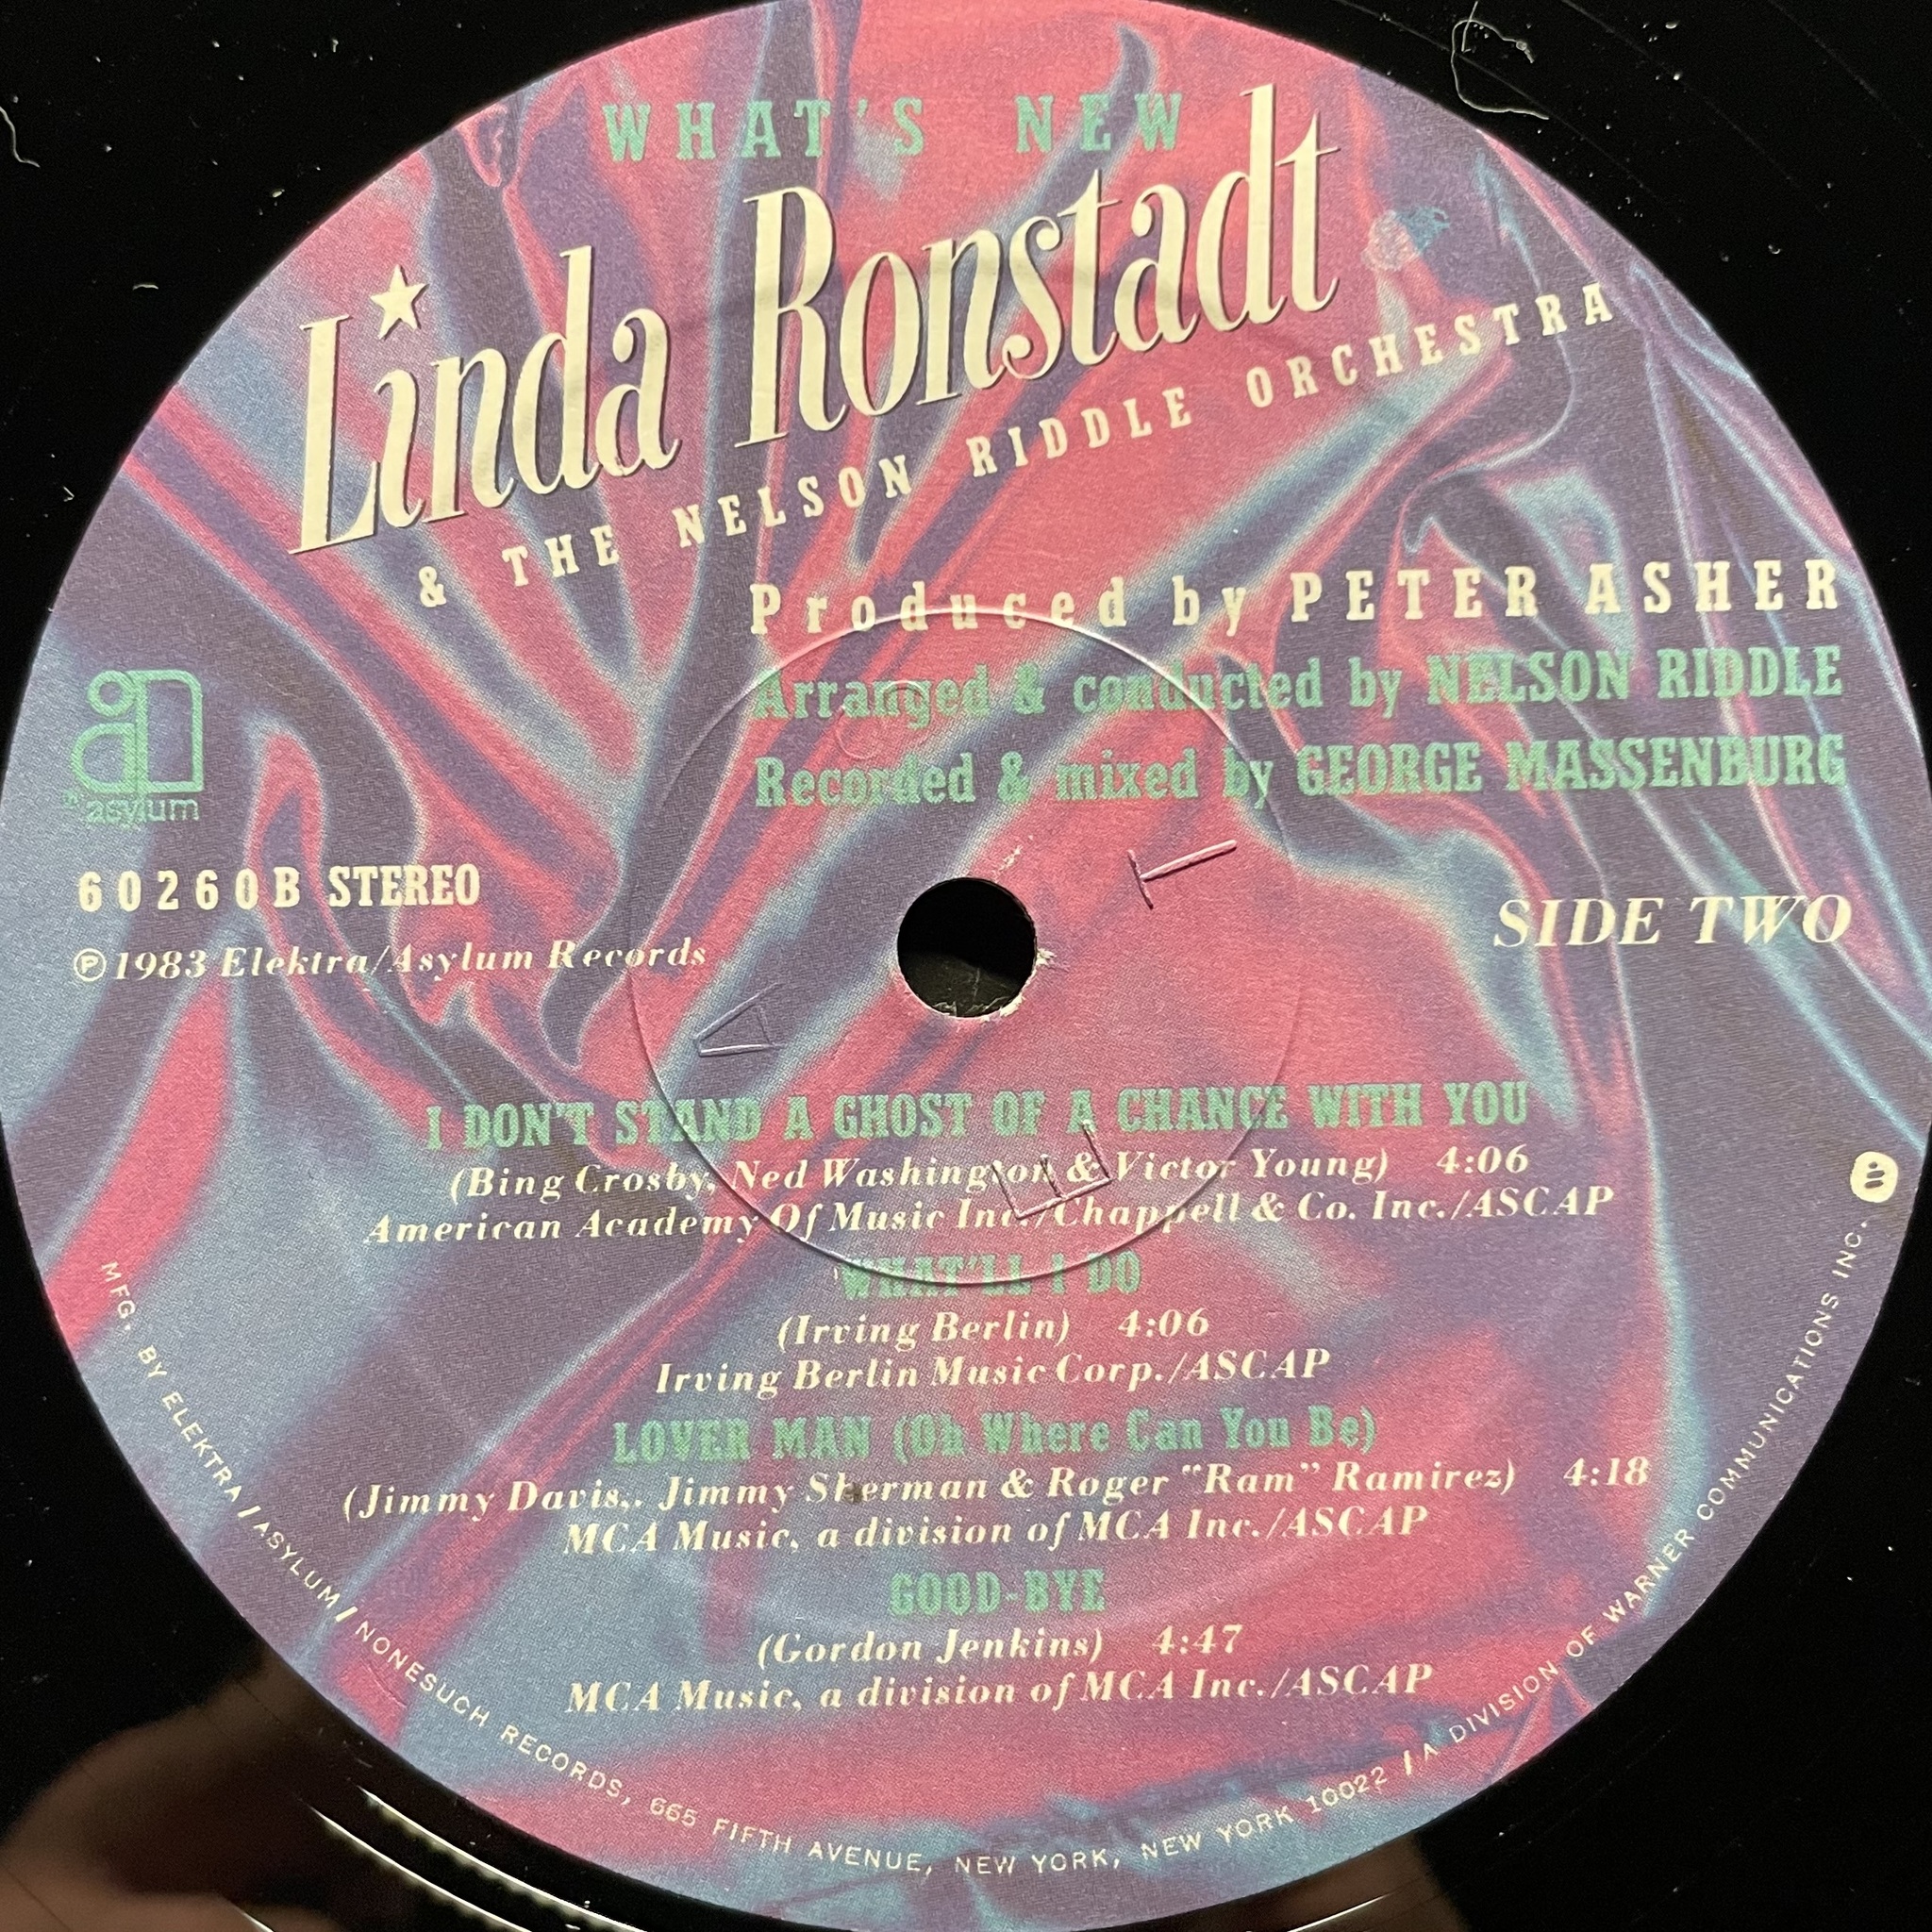 WHAT'S NEW
Linda Ronstadt
& THE NELSON RIDDLE ORCHESTRA
Produced by PETER ASHER
Arranged & conducted by NELSON RIDDLE
Recorded & mixed by GEORGE MASSENBURG
asylum
60260B STEREO
℗1983 Elektra/Asylum Records
SIDE TWO
I DON'T STAND A GHOST OF A CHANCE WITH YOU
(Bing Crosby, Ned Washington & Victor Young) 4:06
American Academy Of Music Inc./Chappell & Co. Inc./ASCAP
WHAT'LL I DO
(Irving Berlin) 4:06
Irving Berlin Music Corp./ASCAP
LOVER MAN (Oh Where Can You Be)
(Jimmy Davis,. Jimmy Sherman & Roger "Ram" Ramirez) 4:18
MCA Music, a division of MCA Inc./ASCAP
GOOD-BYE
(Gordon Jenkins) 4:47
MCA Music, a division of MCA Inc./ASCAP
MFG. BY ELEKTRA/ASYLUM/NONESUCH RECORDS, 665 FIFTH AVENUE, NEW YORK, NEW YORK 10022 / A DIVISION OF WARNER COMMUNICATIONS INC.